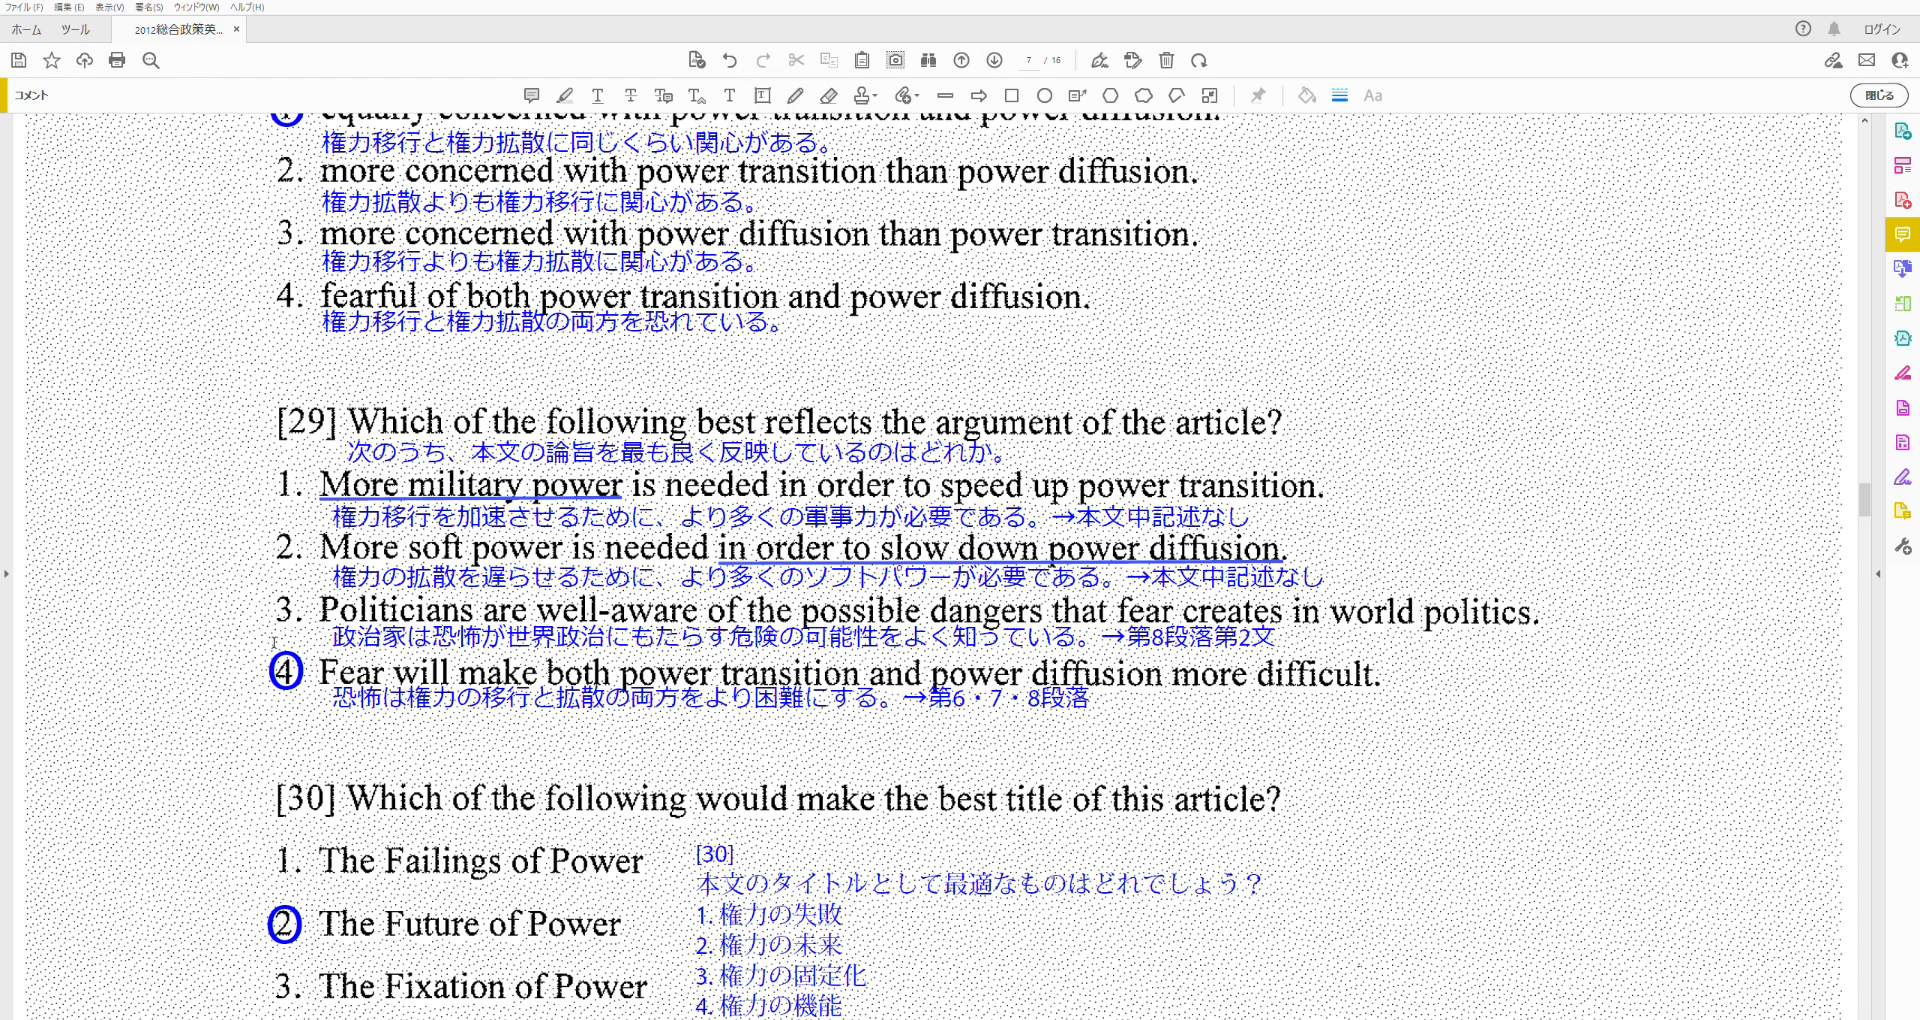 ファイル(F) 編集(E) 表示(V) 署名(S) ウィンドウ(W) ヘルプ(H)
ホーム ツール 2012総合政策英... × ログイン
7 / 16
コメント Aa 閉じる
1 equally concerned with power transition and power diffusion.
権力移行と権力拡散に同じくらい関心がある。
2. more concerned with power transition than power diffusion.
権力拡散よりも権力移行に関心がある。
3. more concerned with power diffusion than power transition.
権力移行よりも権力拡散に関心がある。
4. fearful of both power transition and power diffusion.
権力移行と権力拡散の両方を恐れている。
[29] Which of the following best reflects the argument of the article?
次のうち、本文の論旨を最も良く反映しているのはどれか。
1. More military power is needed in order to speed up power transition.
権力移行を加速させるために、より多くの軍事力が必要である。→本文中記述なし
2. More soft power is needed in order to slow down power diffusion.
権力の拡散を遅らせるために、より多くのソフトパワーが必要である。→本文中記述なし
3. Politicians are well-aware of the possible dangers that fear creates in world politics.
政治家は恐怖が世界政治にもたらす危険の可能性をよく知っている。→第8段落第2文
4 Fear will make both power transition and power diffusion more difficult.
恐怖は権力の移行と拡散の両方をより困難にする。→第6・7・8段落
[30] Which of the following would make the best title of this article?
1. The Failings of Power
2 The Future of Power
3. The Fixation of Power
[30]
本文のタイトルとして最適なものはどれでしょう？
1. 権力の失敗
2. 権力の未来
3. 権力の固定化
4. 権力の機能